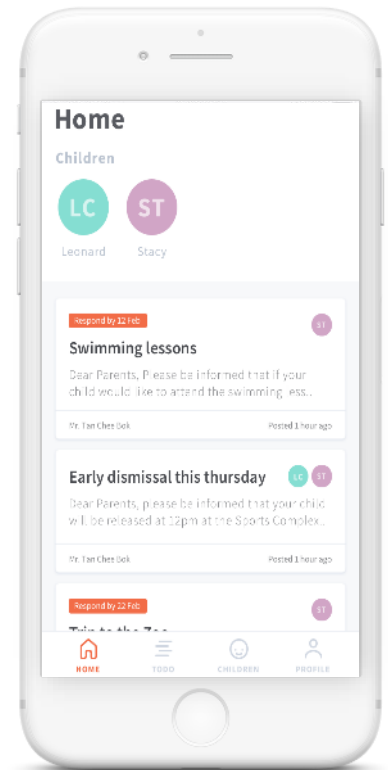 Home
Children
LC ST
Leonard Stacy
Respond by 12 Feb ST
Swimming lessons
Dear Parents, Please be informed that if your
child would like to attend the swimming less..
Mr. Tan Chee Bok Posted 1 hour ago
Early dismissal this thursday LC ST
Dear Parents, please be informed that your child
will be released at 12pm at the Sports Complex..
Mr. Tan Chee Bok Posted 1 hour ago
Respond by 22 Feb ST
Trip to the Zoo
HOME TODO CHILDREN PROFILE